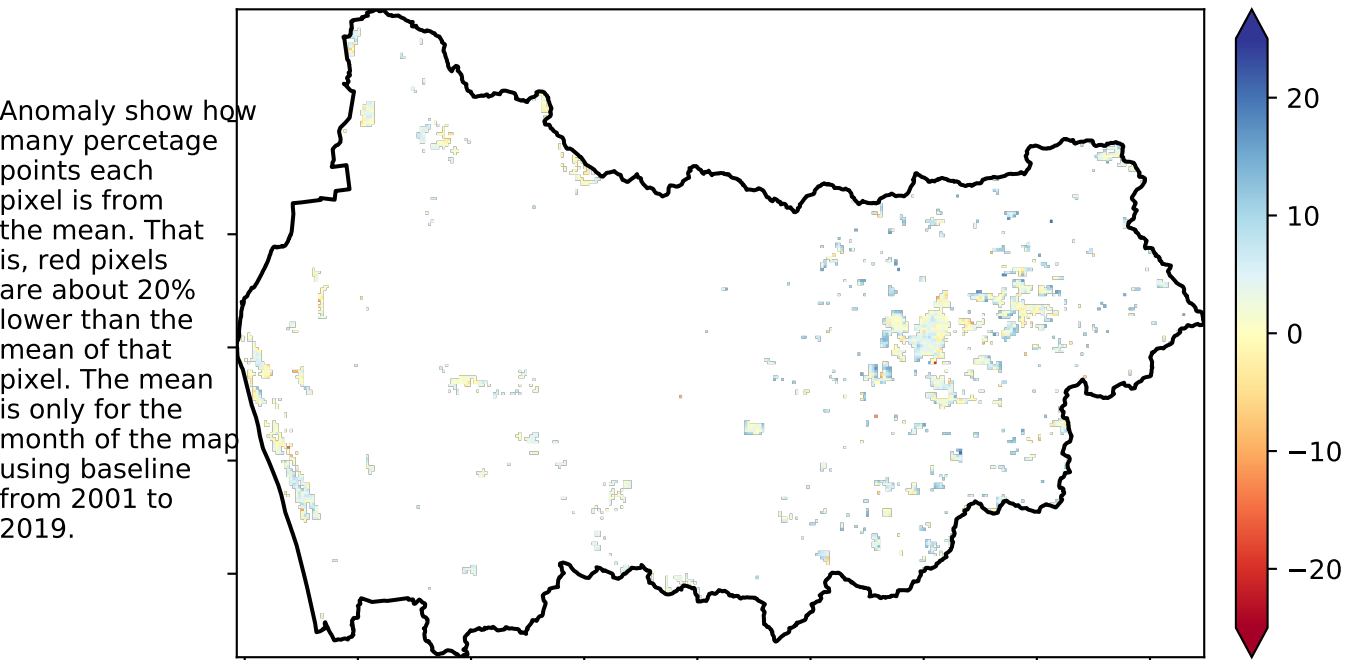 Anomaly show how
many percetage
points each
pixel is from
the mean. That
is, red pixels
are about 20%
lower than the
mean of that
pixel. The mean
is only for the
month of the map
using baseline
from 2001 to
2019.
20
10
0
−10
−20